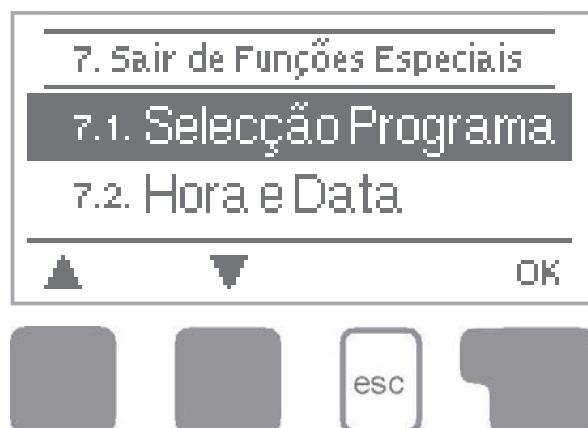 7. Sair de Funções Especiais
7.1. Selecção Programa
7.2. Hora e Data
OK
esc